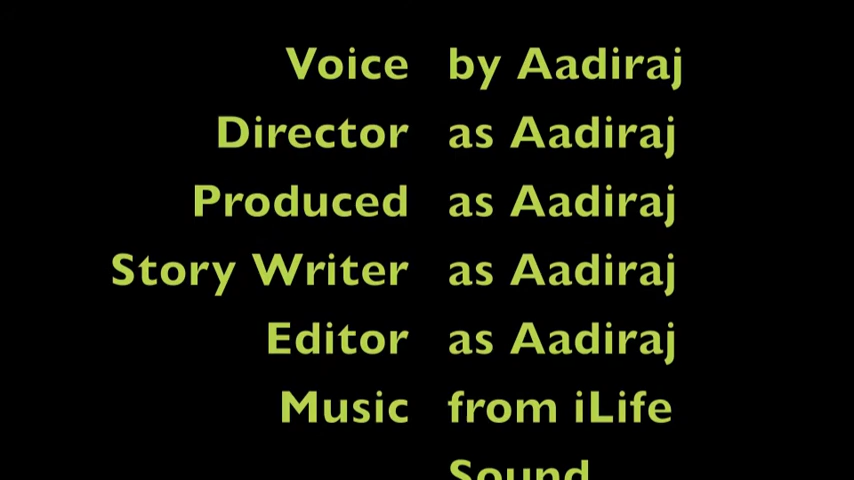 Voice by Aadiraj
Director as Aadiraj
Produced as Aadiraj
Story Writer as Aadiraj
Editor as Aadiraj
Music from iLife
Sound